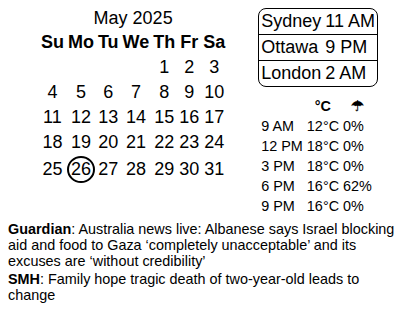 May 2025
Su Mo Tu We Th Fr Sa
1 2 3
4 5 6 7 8 9 10
11 12 13 14 15 16 17
18 19 20 21 22 23 24
25 26 27 28 29 30 31
Sydney 11 AM
Ottawa 9 PM
London 2 AM
°C ☂
9 AM 12°C 0%
12 PM 18°C 0%
3 PM 18°C 0%
6 PM 16°C 62%
9 PM 16°C 0%
Guardian: Australia news live: Albanese says Israel blocking
aid and food to Gaza ‘completely unacceptable’ and its
excuses are ‘without credibility’
SMH: Family hope tragic death of two-year-old leads to
change